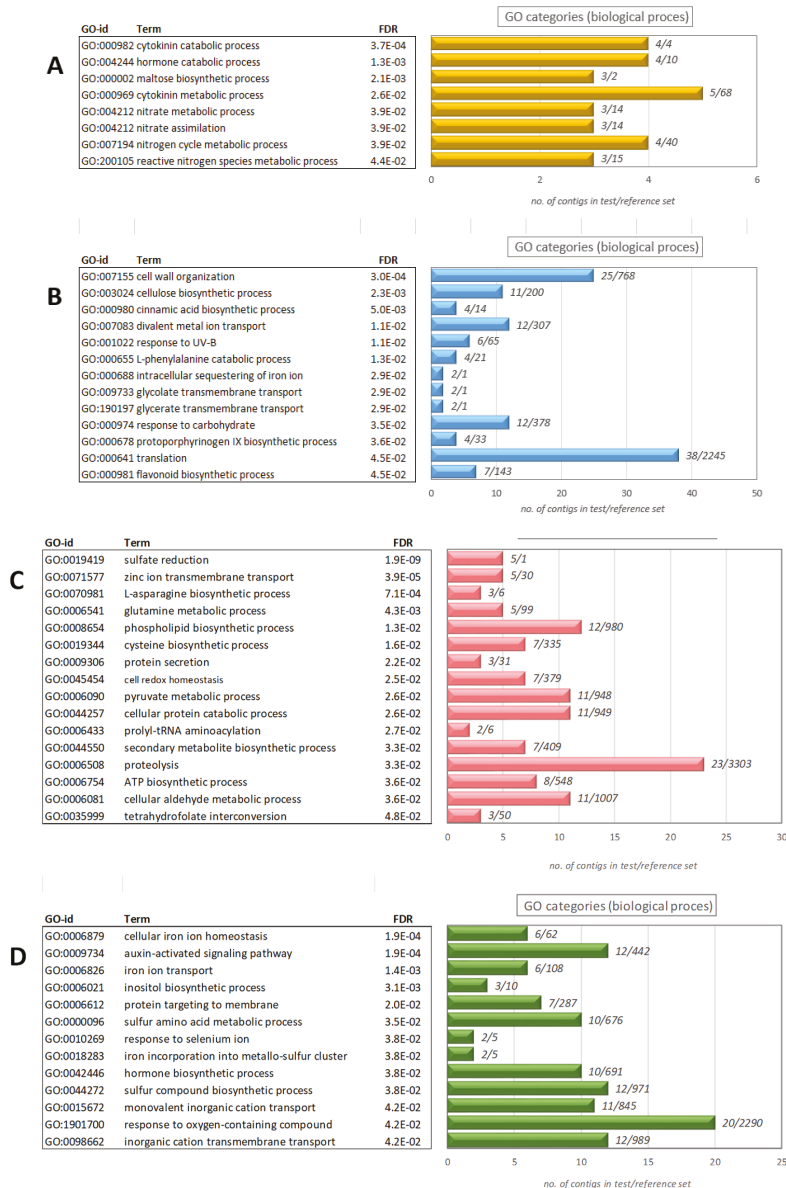 GO categories (biological proces)
GO-id Term FDR
A
GO:000982 cytokinin catabolic process 3.7E-04 4/4
GO:004244 hormone catabolic process 1.3E-03 4/10
GO:000002 maltose biosynthetic process 2.1E-03 3/2
GO:000969 cytokinin metabolic process 2.6E-02 5/68
GO:004212 nitrate metabolic process 3.9E-02 3/14
GO:004212 nitrate assimilation 3.9E-02 3/14
GO:007194 nitrogen cycle metabolic process 3.9E-02 4/40
GO:200105 reactive nitrogen species metabolic process 4.4E-02 3/15
0 2 4 6
no. of contigs in test/reference set
GO categories (biological proces)
GO-id Term FDR
B
GO:007155 cell wall organization 3.0E-04 25/768
GO:003024 cellulose biosynthetic process 2.3E-03 11/200
GO:000980 cinnamic acid biosynthetic process 5.0E-03 4/14
GO:007083 divalent metal ion transport 1.1E-02 12/307
GO:001022 response to UV-B 1.1E-02 6/65
GO:000655 L-phenylalanine catabolic process 1.3E-02 4/21
GO:000688 intracellular sequestering of iron ion 2.9E-02 2/1
GO:009733 glycolate transmembrane transport 2.9E-02 2/1
GO:190197 glycerate transmembrane transport 2.9E-02 2/1
GO:000974 response to carbohydrate 3.5E-02 12/378
GO:000678 protoporphyrinogen IX biosynthetic process 3.6E-02 4/33
GO:000641 translation 4.5E-02 38/2245
GO:000981 flavonoid biosynthetic process 4.5E-02 7/143
0 10 20 30 40 50
no. of contigs in test/reference set
GO-id Term FDR
C
GO:0019419 sulfate reduction 1.9E-09 5/1
GO:0071577 zinc ion transmembrane transport 3.9E-05 5/30
GO:0070981 L-asparagine biosynthetic process 7.1E-04 3/6
GO:0006541 glutamine metabolic process 4.3E-03 5/99
GO:0008654 phospholipid biosynthetic process 1.3E-02 12/980
GO:0019344 cysteine biosynthetic process 1.6E-02 7/335
GO:0009306 protein secretion 2.2E-02 3/31
GO:0045454 cell redox homeostasis 2.5E-02 7/379
GO:0006090 pyruvate metabolic process 2.6E-02 11/948
GO:0044257 cellular protein catabolic process 2.6E-02 11/949
GO:0006433 prolyl-tRNA aminoacylation 2.7E-02 2/6
GO:0044550 secondary metabolite biosynthetic process 3.3E-02 7/409
GO:0006508 proteolysis 3.3E-02 23/3303
GO:0006754 ATP biosynthetic process 3.6E-02 8/548
GO:0006081 cellular aldehyde metabolic process 3.6E-02 11/1007
GO:0035999 tetrahydrofolate interconversion 4.8E-02 3/50
0 5 10 15 20 25 30
no. of contigs in test/reference set
GO categories (biological proces)
GO-id Term FDR
D
GO:0006879 cellular iron ion homeostasis 1.9E-04 6/62
GO:0009734 auxin-activated signaling pathway 1.9E-04 12/442
GO:0006826 iron ion transport 1.4E-03 6/108
GO:0006021 inositol biosynthetic process 3.1E-03 3/10
GO:0006612 protein targeting to membrane 2.0E-02 7/287
GO:0000096 sulfur amino acid metabolic process 3.5E-02 10/676
GO:0010269 response to selenium ion 3.8E-02 2/5
GO:0018283 iron incorporation into metallo-sulfur cluster 3.8E-02 2/5
GO:0042446 hormone biosynthetic process 3.8E-02 10/691
GO:0044272 sulfur compound biosynthetic process 3.8E-02 12/971
GO:0015672 monovalent inorganic cation transport 4.2E-02 11/845
GO:1901700 response to oxygen-containing compound 4.2E-02 20/2290
GO:0098662 inorganic cation transmembrane transport 4.2E-02 12/989
0 5 10 15 20 25
no. of contigs in test/reference set